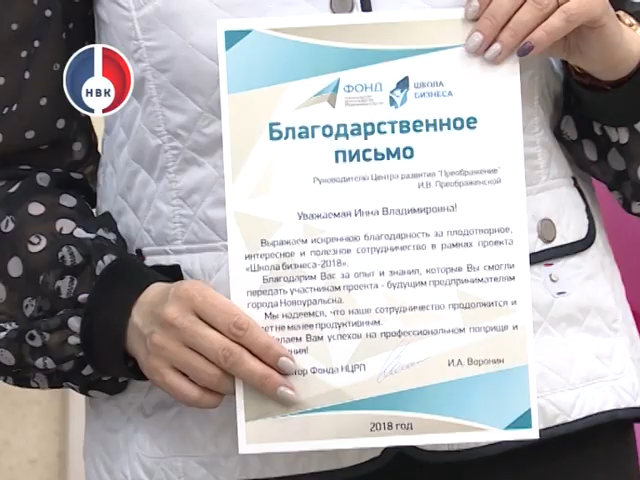 НВК
ФОНД
ШКОЛА
БИЗНЕСА
Благодарственное
письмо
Руководителю Центра развития "Преображение"
И.В. Преображенской
Уважаемая Инна Владимировна!
Выражаем искреннюю благодарность за плодотворное,
интересное и полезное сотрудничество в рамках проекта
«Школа бизнеса-2018».
Благодарим Вас за опыт и знания, которые Вы смогли
передать участникам проекта - будущим предпринимателям
города Новоуральска.
Мы надеемся, что наше сотрудничество продолжится и
ет не менее продуктивным.
елаем Вам успехов на профессиональном поприще и
ния!
тор Фонда НЦРП
И.А. Воронин
2018 год